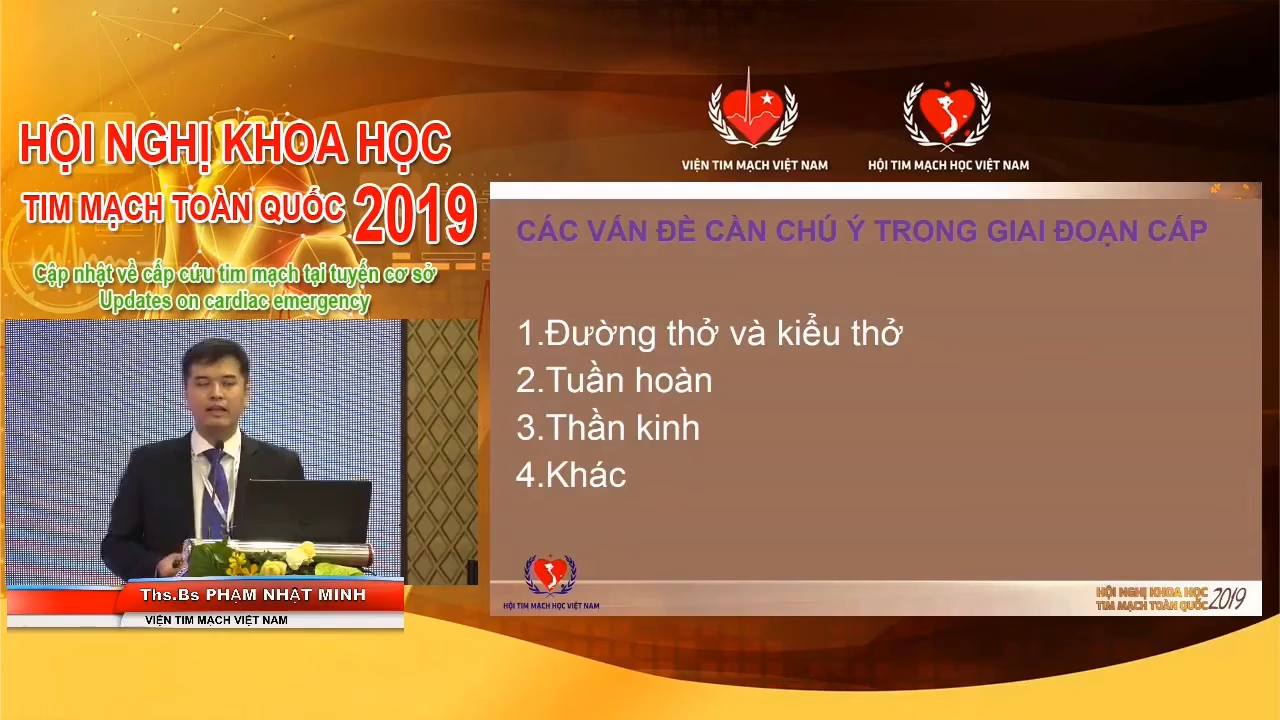 HỘI NGHỊ KHOA HỌC
TIM MẠCH TOÀN QUỐC 2019
Cập nhật về cấp cứu tim mạch tại tuyến cơ sở
Updates on cardiac emergency
VIỆN TIM MẠCH VIỆT NAM
HỘI TIM MẠCH HỌC VIỆT NAM
CÁC VẤN ĐỀ CẦN CHÚ Ý TRONG GIAI ĐOẠN CẤP
1.Đường thở và kiểu thở
2.Tuần hoàn
3.Thần kinh
4.Khác
HỘI TIM MẠCH HỌC VIỆT NAM
HỘI NGHỊ KHOA HỌC
TIM MẠCH TOÀN QUỐC 2019
Ths.Bs PHẠM NHẬT MINH
VIỆN TIM MẠCH VIỆT NAM